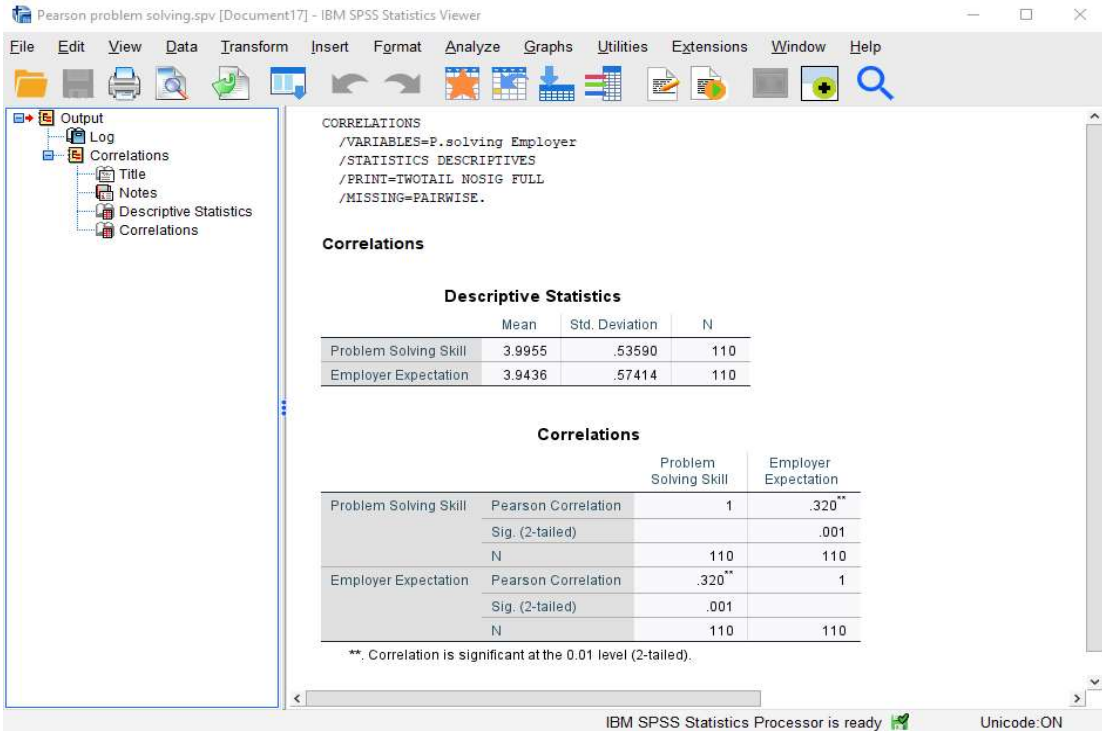 Pearson problem solving.spv [Document17] - IBM SPSS Statistics Viewer
File Edit View Data Transform Insert Format Analyze Graphs Utilities Extensions Window Help
Output
Log
Correlations
Title
Notes
Descriptive Statistics
Correlations
CORRELATIONS
/VARIABLES=P.solving Employer
/STATISTICS DESCRIPTIVES
/PRINT=TWOTAIL NOSIG FULL
/MISSING=PAIRWISE.
Correlations
Descriptive Statistics
Mean Std. Deviation N
Problem Solving Skill 3.9955 .53590 110
Employer Expectation 3.9436 .57414 110
Correlations
Problem Solving Skill Employer Expectation
Problem Solving Skill Pearson Correlation 1 .320**
Sig. (2-tailed) .001
N 110 110
Employer Expectation Pearson Correlation .320** 1
Sig. (2-tailed) .001
N 110 110
**. Correlation is significant at the 0.01 level (2-tailed).
IBM SPSS Statistics Processor is ready Unicode:ON